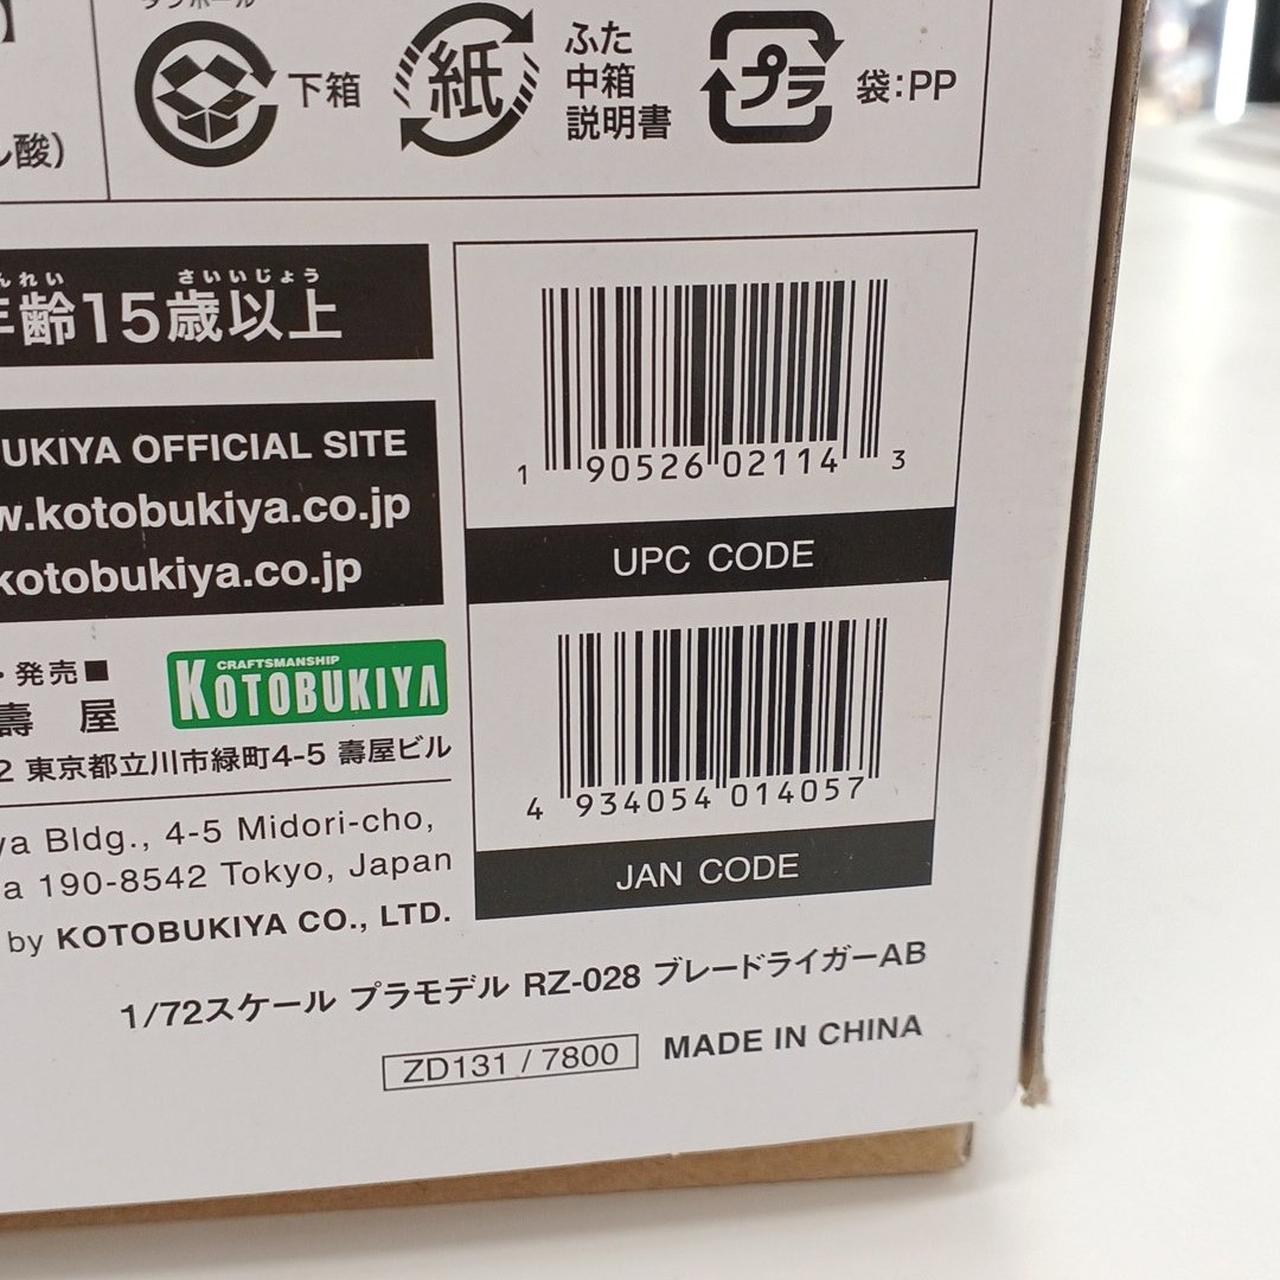 下箱
紙
ふた
中箱
説明書
プラ
袋:PP
酸)
れい
さいいじょう
齢15歳以上
UKIYA OFFICIAL SITE
w.kotobukiya.co.jp
kotobukiya.co.jp
・発売■
壽 屋
CRAFTSMANSHIP
KOTOBUKIYA
2 東京都立川市緑町4-5 壽屋ビル
ya Bldg., 4-5 Midori-cho,
a 190-8542 Tokyo, Japan
by KOTOBUKIYA CO., LTD.
1 90526 02114 3
UPC CODE
4 934054 014057
JAN CODE
1/72スケール プラモデル RZ-028 ブレードライガーAB
ZD131 / 7800
MADE IN CHINA